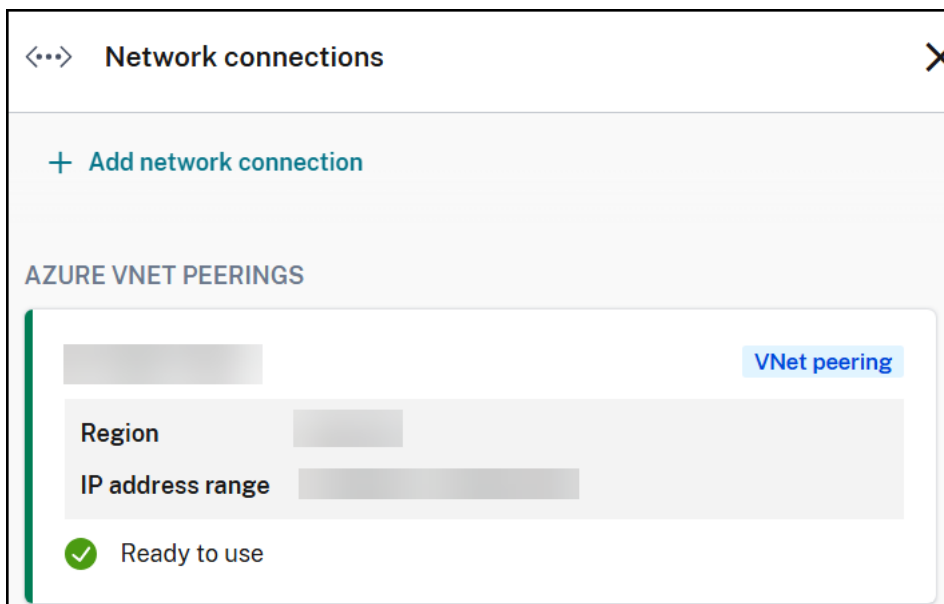 Network connections
+ Add network connection
AZURE VNET PEERINGS
VNet peering
Region
IP address range
Ready to use